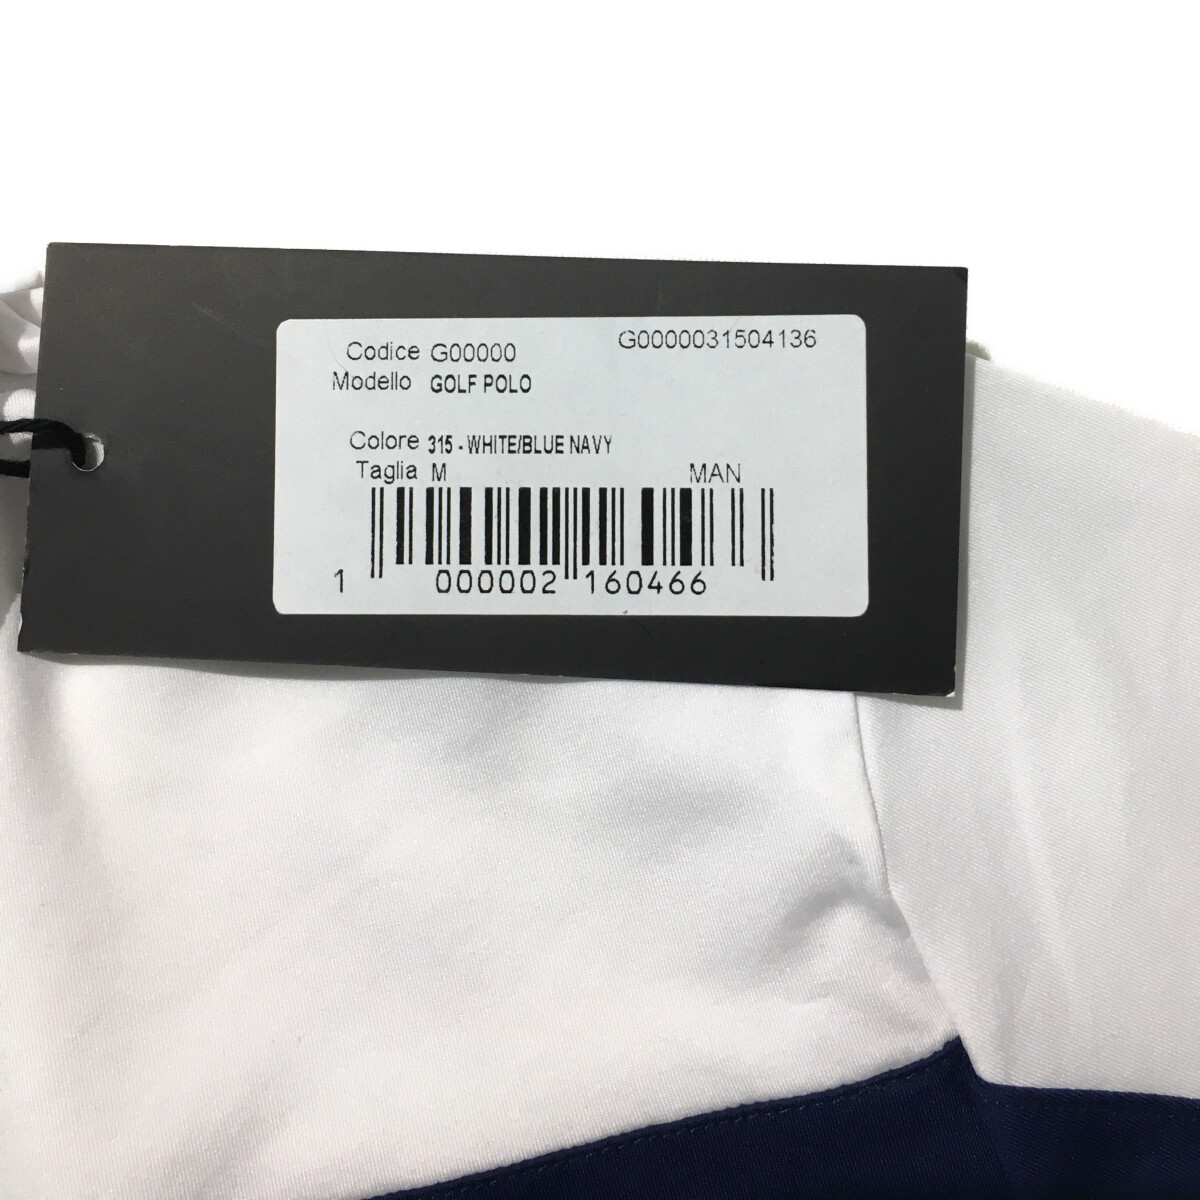 Codice G00000 G0000031504136
Modello GOLF POLO
Colore 315 - WHITE/BLUE NAVY
Taglia M MAN
1 000002 160466